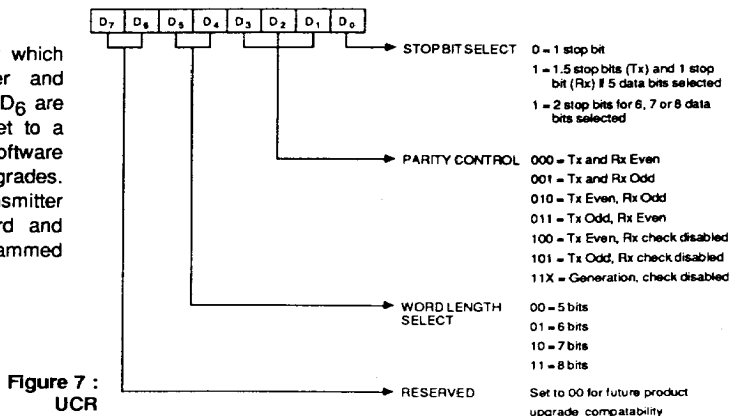 D7 D6 D5 D4 D3 D2 D1 D0
which
er and
D6 are
et to a
oftware
grades.
nsmitter
rd and
ammed
STOP BIT SELECT 0 = 1 stop bit
1 = 1.5 stop bits (Tx) and 1 stop
bit (Rx) if 5 data bits selected
1 = 2 stop bits for 6, 7 or 8 data
bits selected
PARITY CONTROL 000 = Tx and Rx Even
001 = Tx and Rx Odd
010 = Tx Even, Rx Odd
011 = Tx Odd, Rx Even
100 = Tx Even, Rx check disabled
101 = Tx Odd, Rx check disabled
11X = Generation, check disabled
WORD LENGTH
SELECT
00 = 5 bits
01 = 6 bits
10 = 7 bits
11 = 8 bits
Figure 7 :
UCR
RESERVED Set to 00 for future product
upgrade compatability